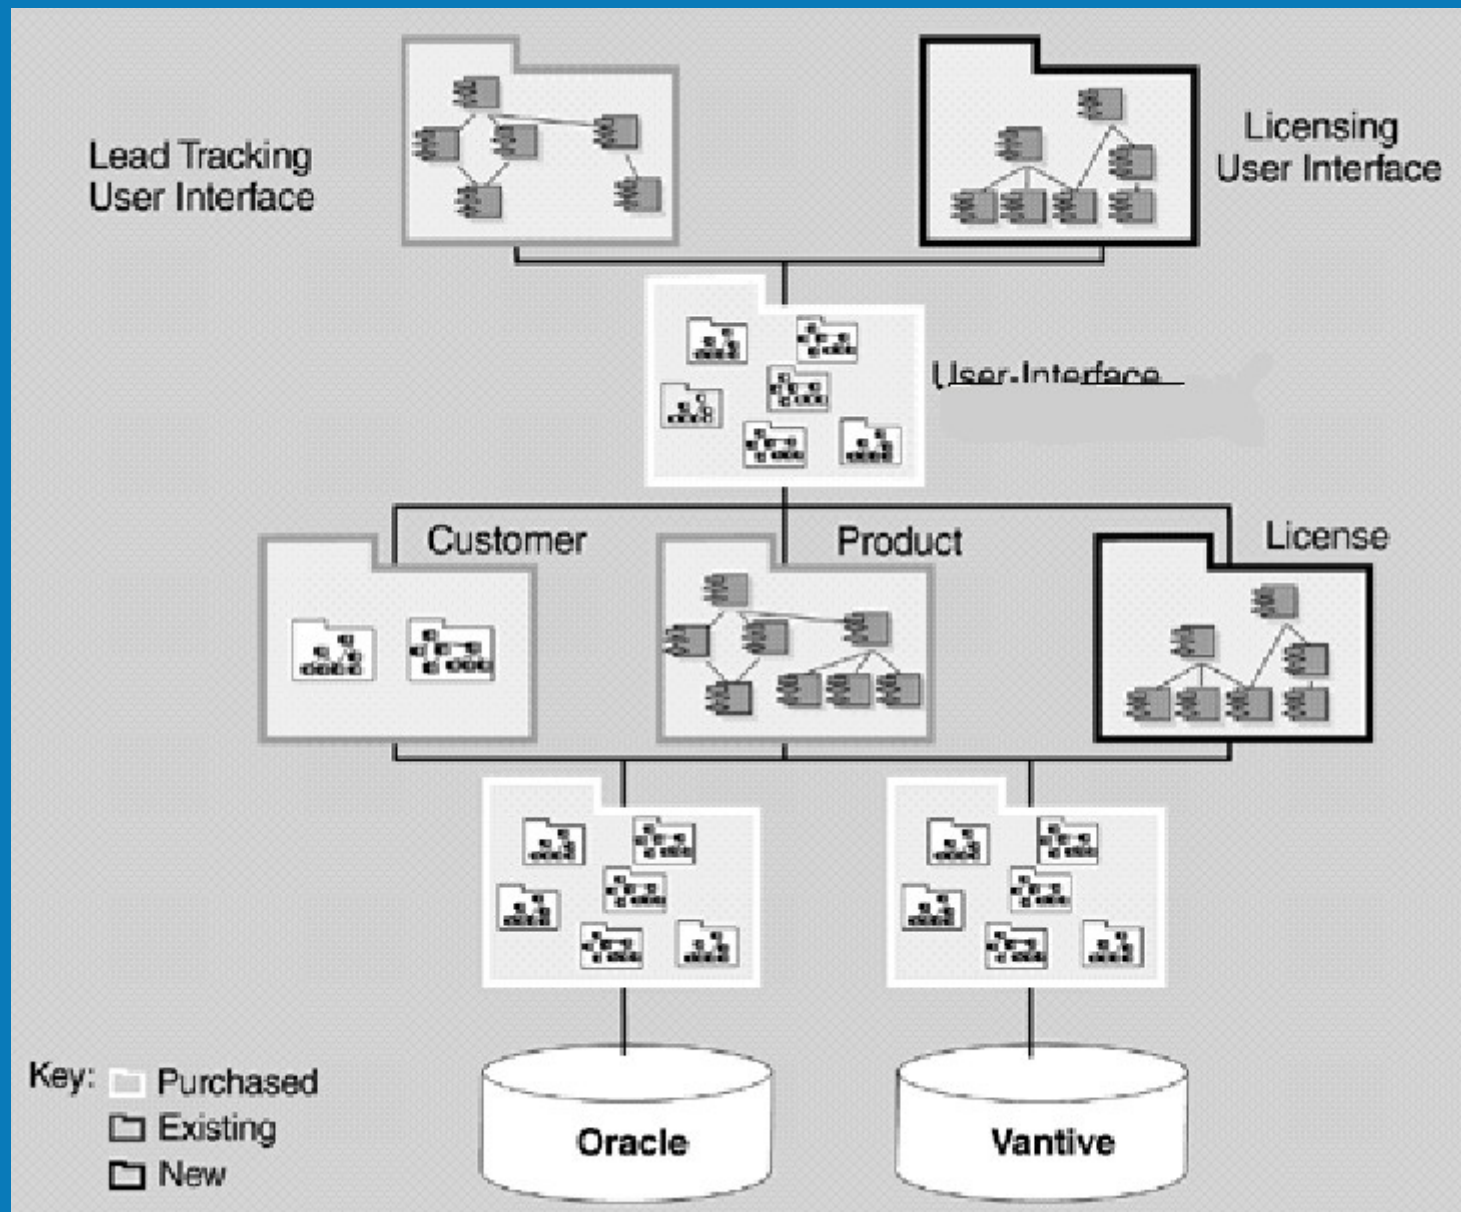 Lead Tracking
User Interface
Licensing
User Interface
User-Interface
Customer
Product
License
Key:
Purchased
Existing
New
Oracle
Vantive